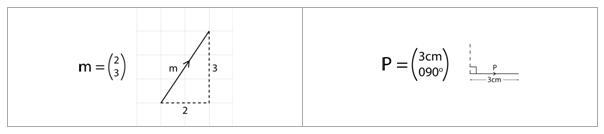 m = (2
3)
m
3
2
P = (3cm
090°)
P
3cm